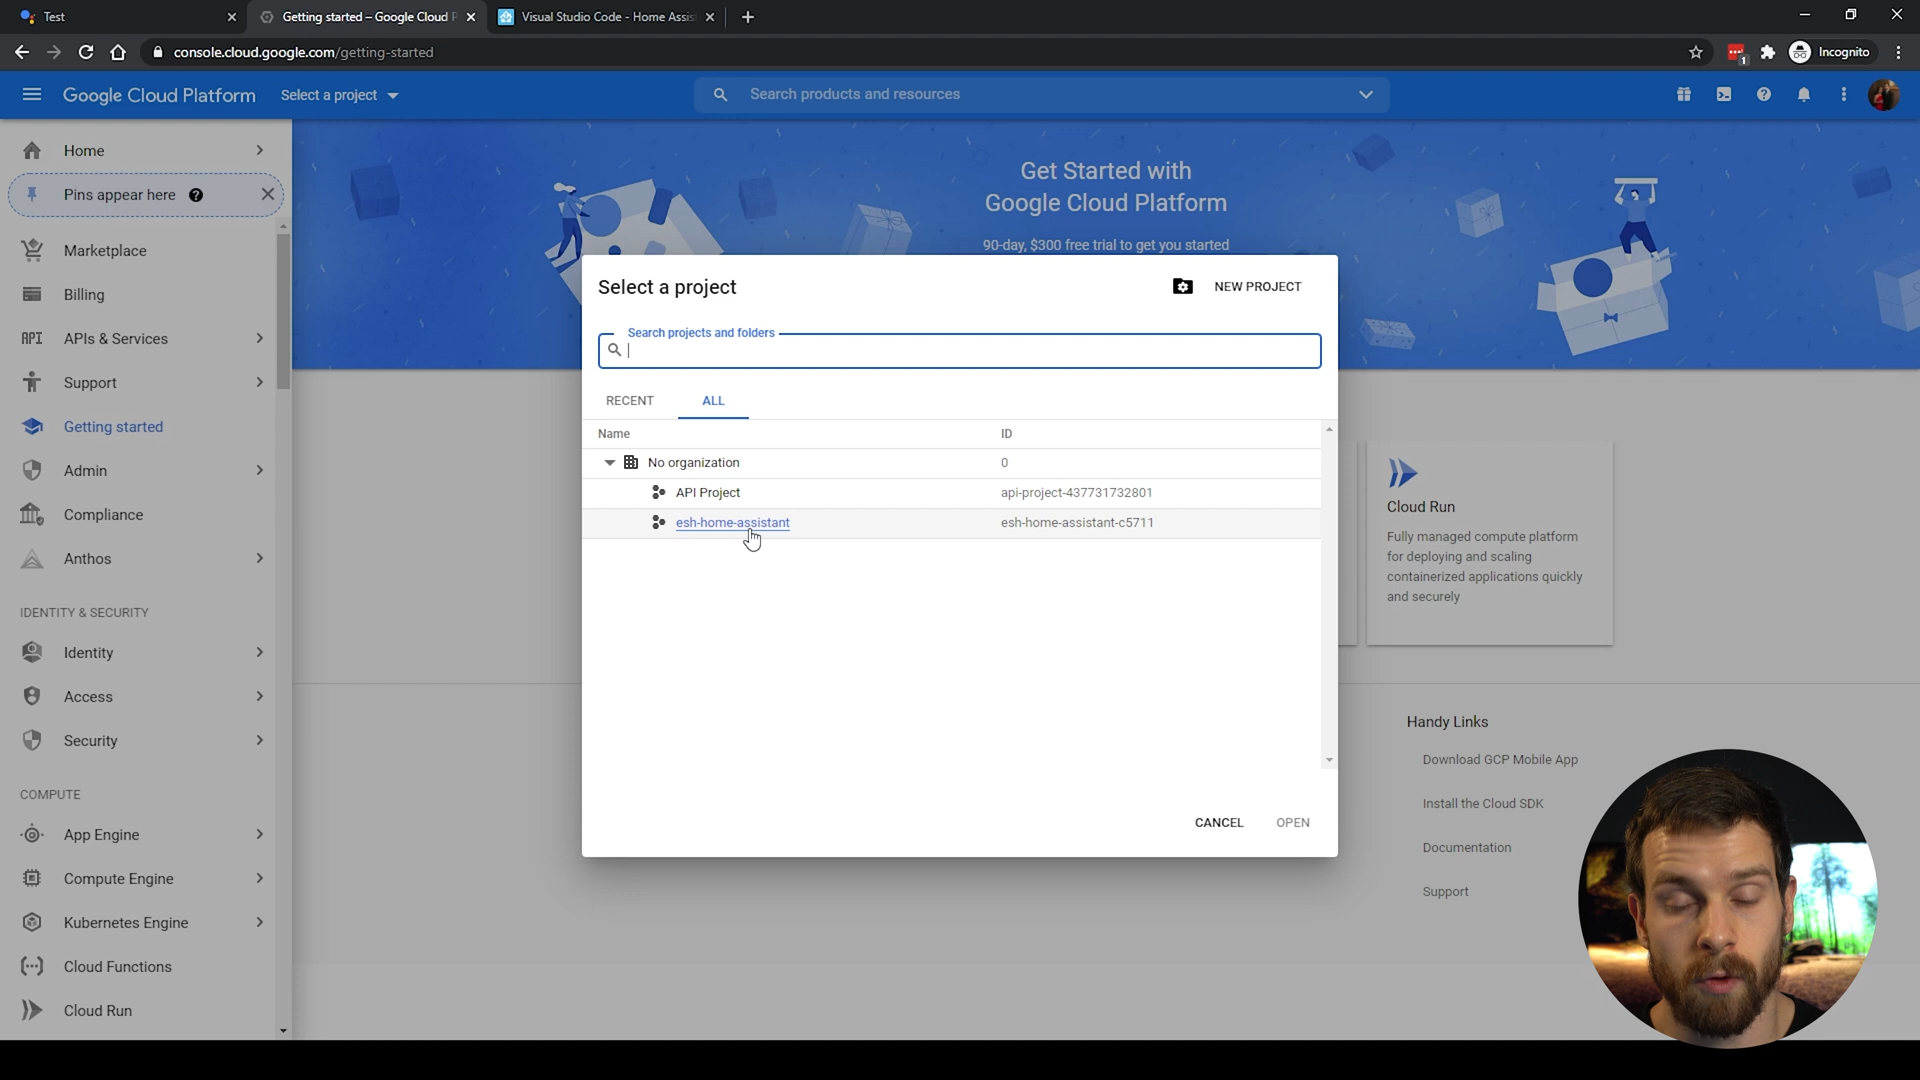 Test
Getting started – Google Cloud P
Visual Studio Code - Home Assis
console.cloud.google.com/getting-started
1
Incognito
Google Cloud Platform
Select a project
Search products and resources
Home
Pins appear here
Marketplace
Billing
API
APIs & Services
Support
Getting started
Admin
Compliance
Anthos
IDENTITY & SECURITY
Identity
Access
Security
COMPUTE
App Engine
Compute Engine
Kubernetes Engine
Cloud Functions
Cloud Run
Get Started with
Google Cloud Platform
90-day, $300 free trial to get you started
Select a project
NEW PROJECT
Search projects and folders
RECENT
ALL
Name
ID
No organization
0
API Project
api-project-437731732801
esh-home-assistant
esh-home-assistant-c5711
CANCEL
OPEN
Cloud Run
Fully managed compute platform
for deploying and scaling
containerized applications quickly
and securely
Handy Links
Download GCP Mobile App
Install the Cloud SDK
Documentation
Support